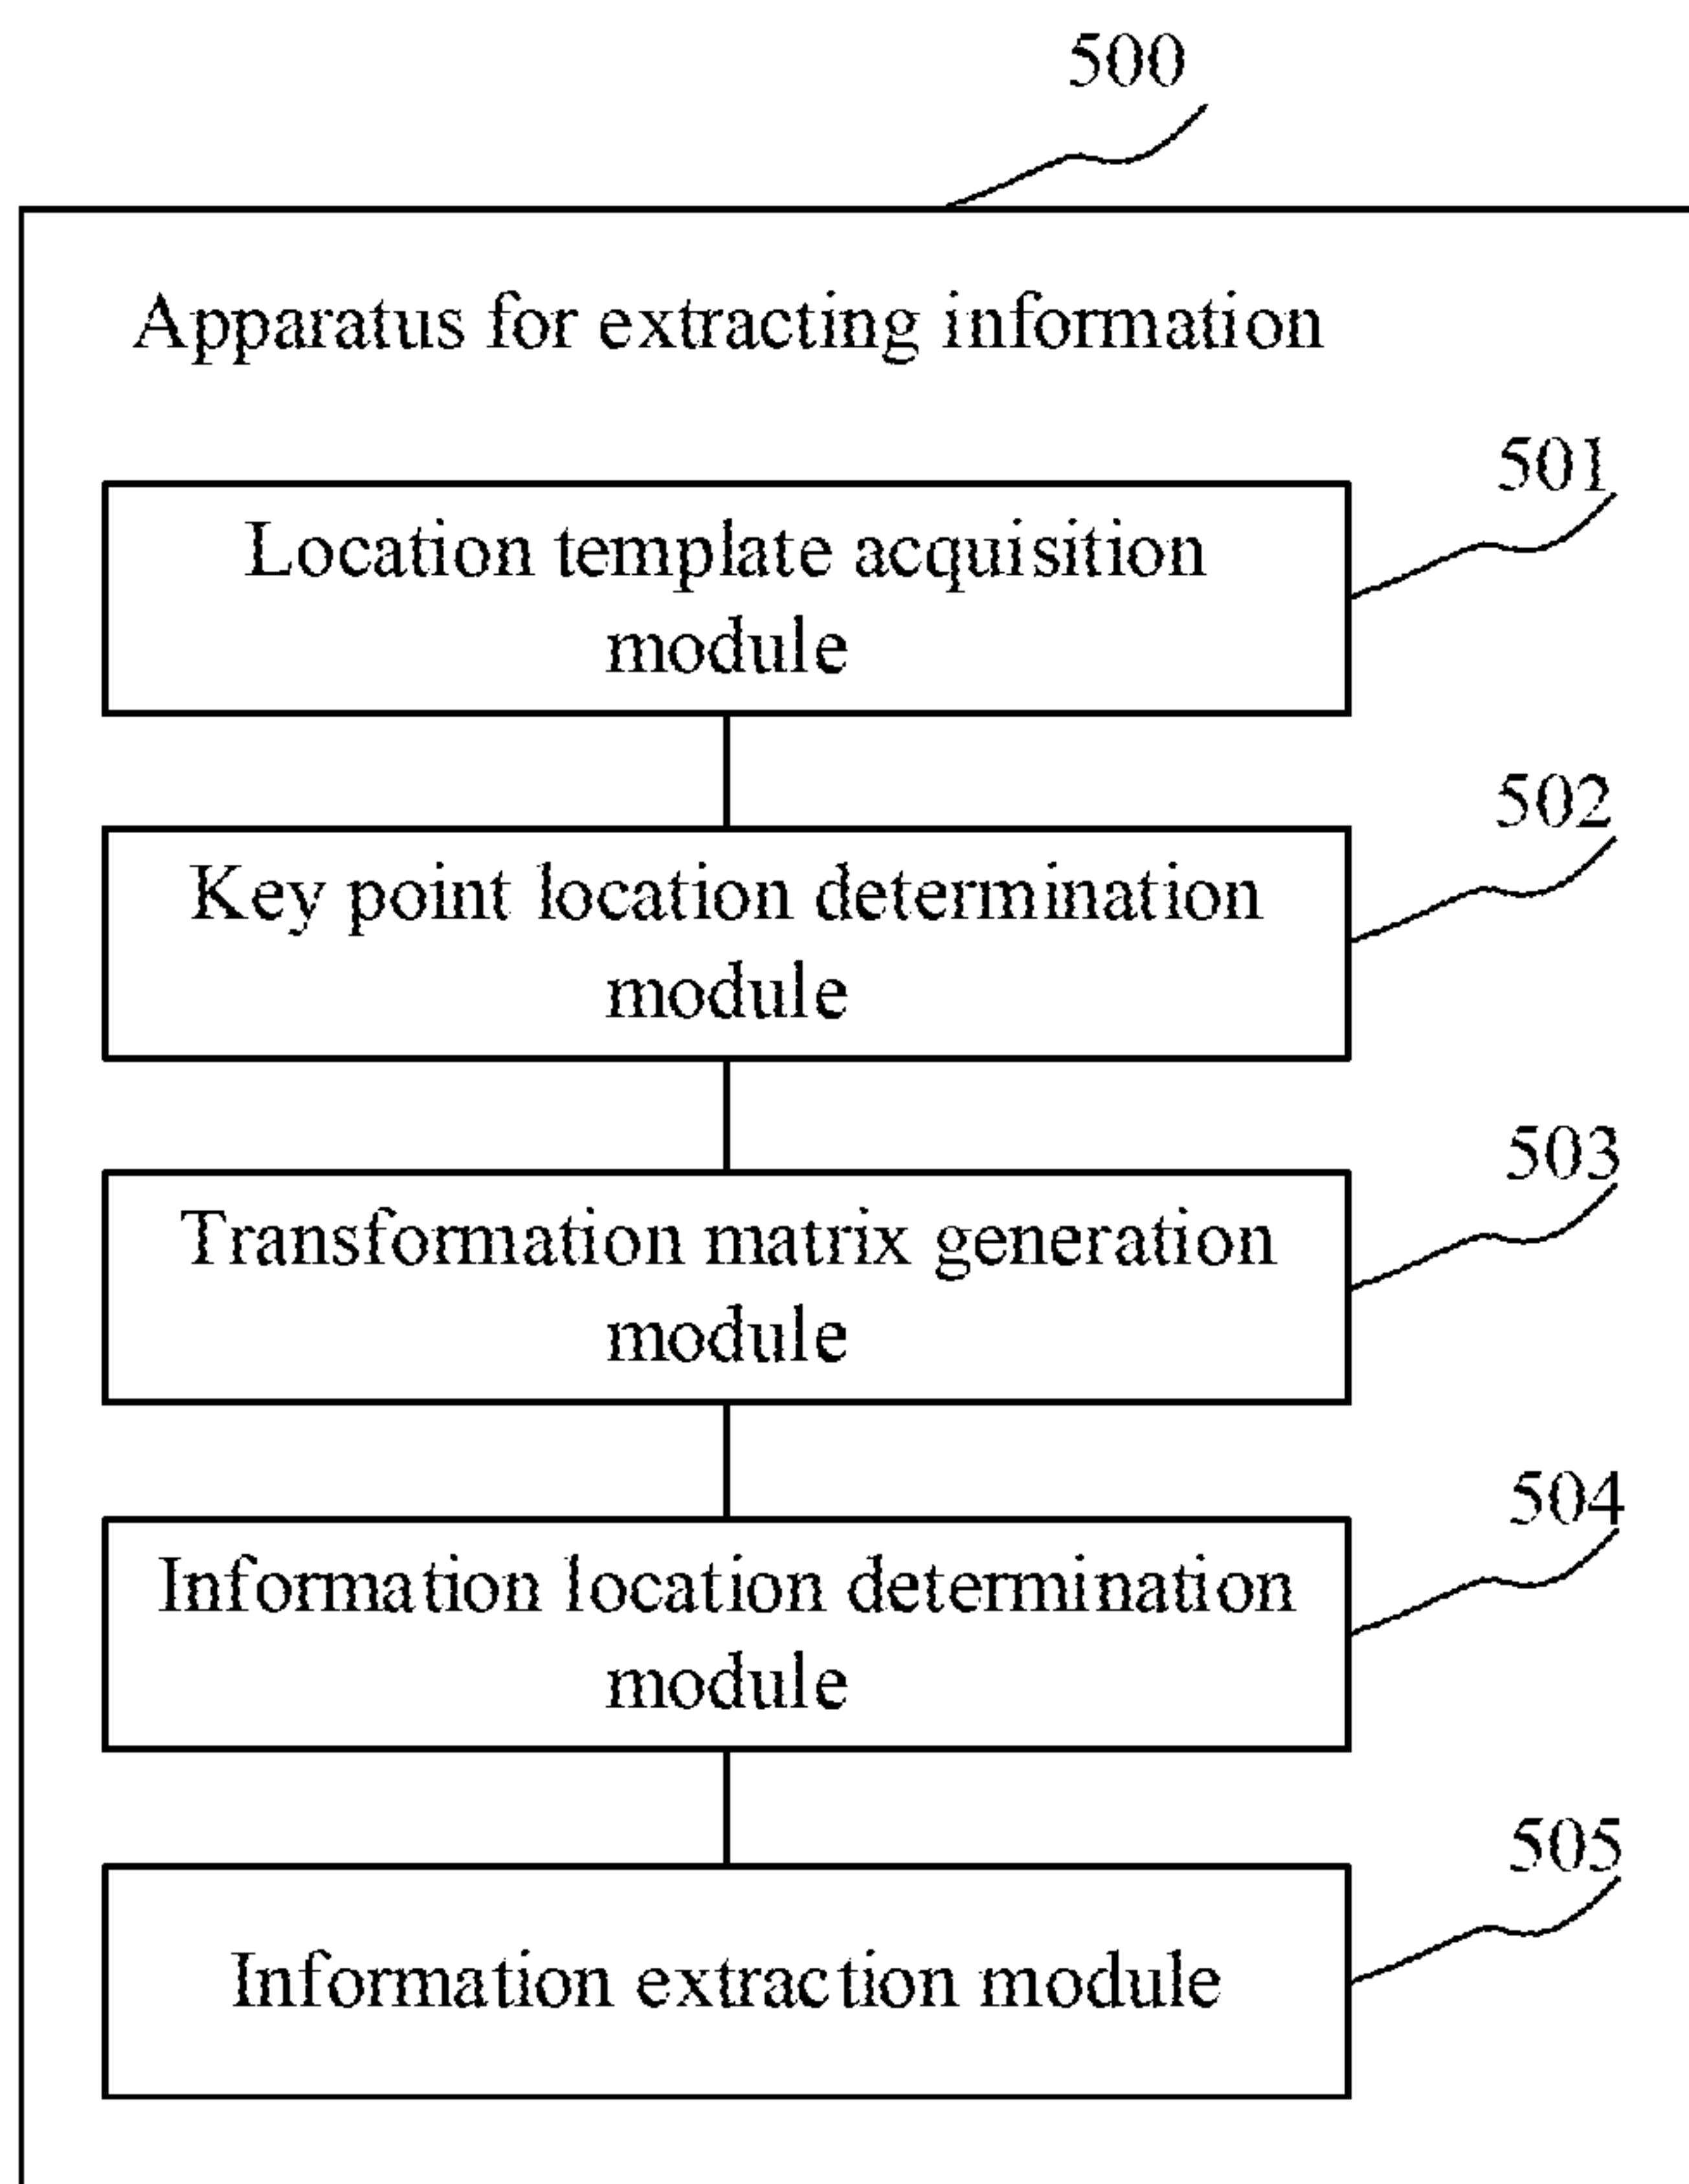 500
Apparatus for extracting information
501
Location template acquisition
module
502
Key point location determination
module
503
Transformation matrix generation
module
504
Information location determination
module
505
Information extraction module